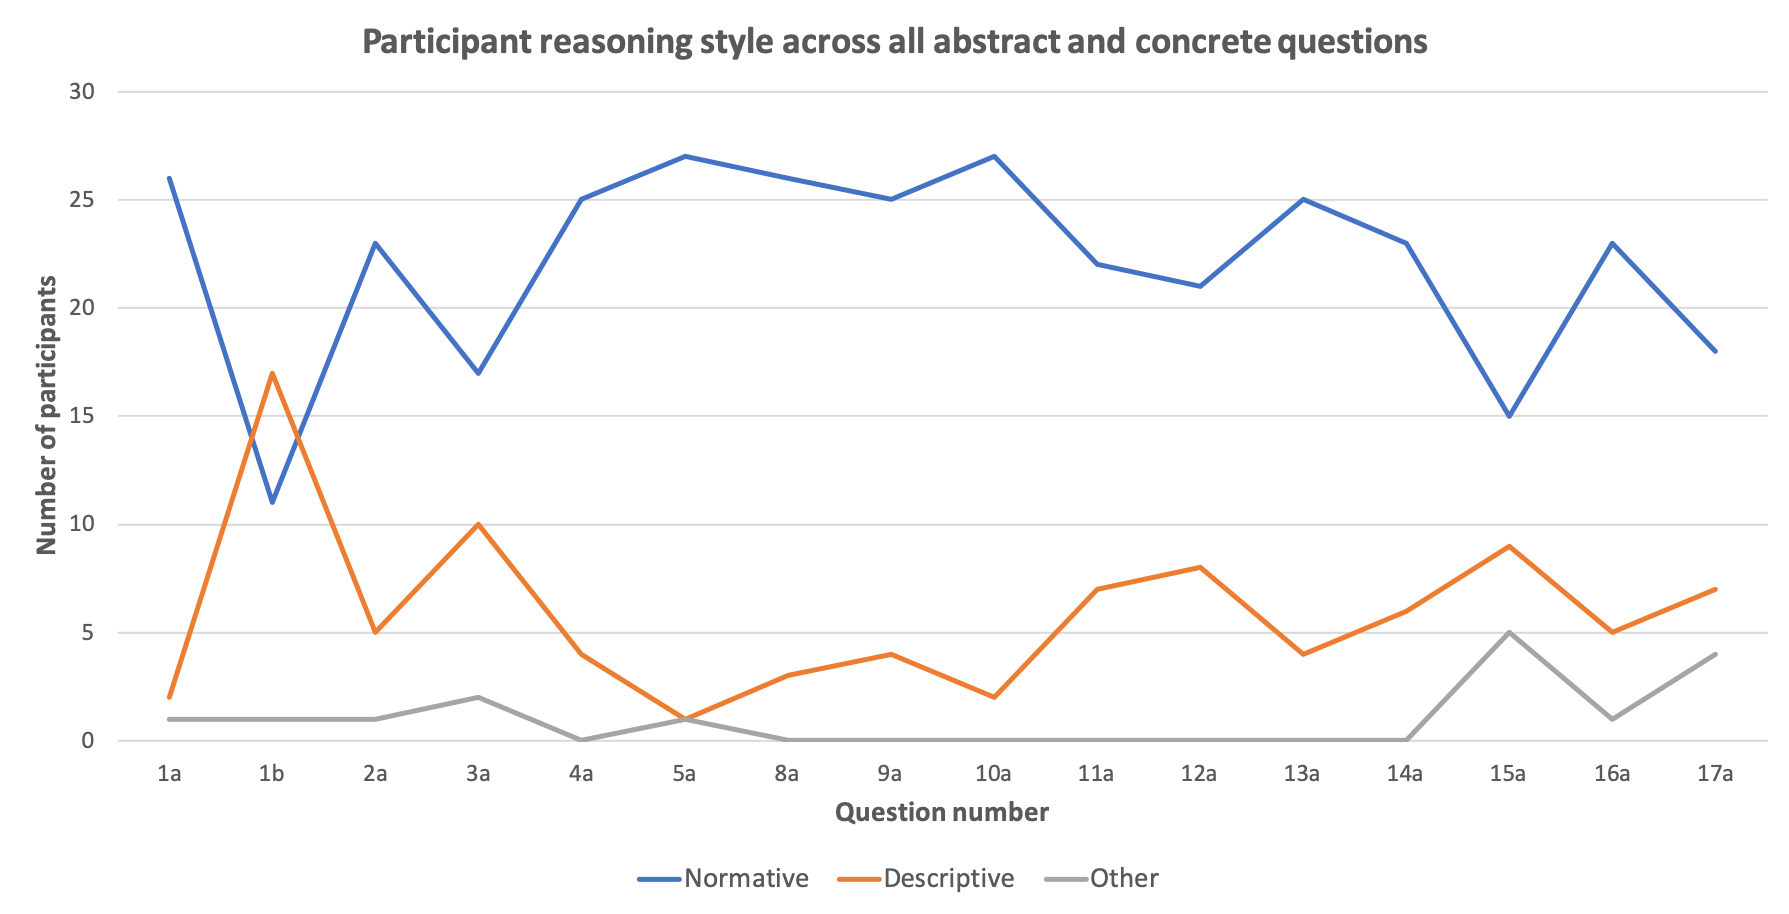 Participant reasoning style across all abstract and concrete questions
30
25
20
15
10
5
0
Number of participants
1a 1b 2a 3a 4a 5a 8a 9a 10a 11a 12a 13a 14a 15a 16a 17a
Question number
Normative Descriptive Other